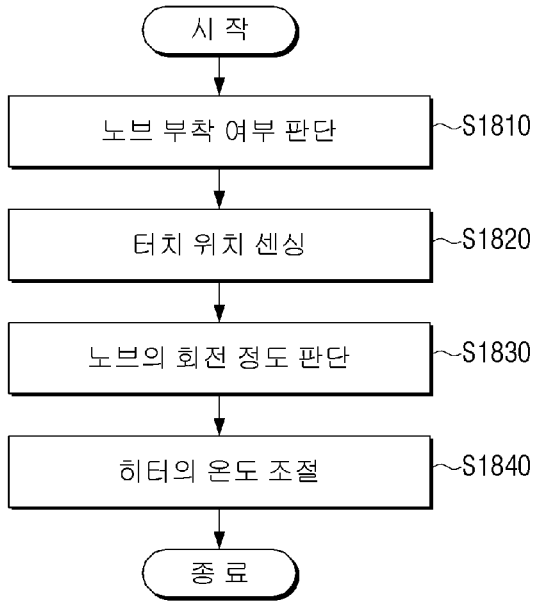 시 작
노브 부착 여부 판단
S1810
터치 위치 센싱
S1820
노브의 회전 정도 판단
S1830
히터의 온도 조절
S1840
종 료